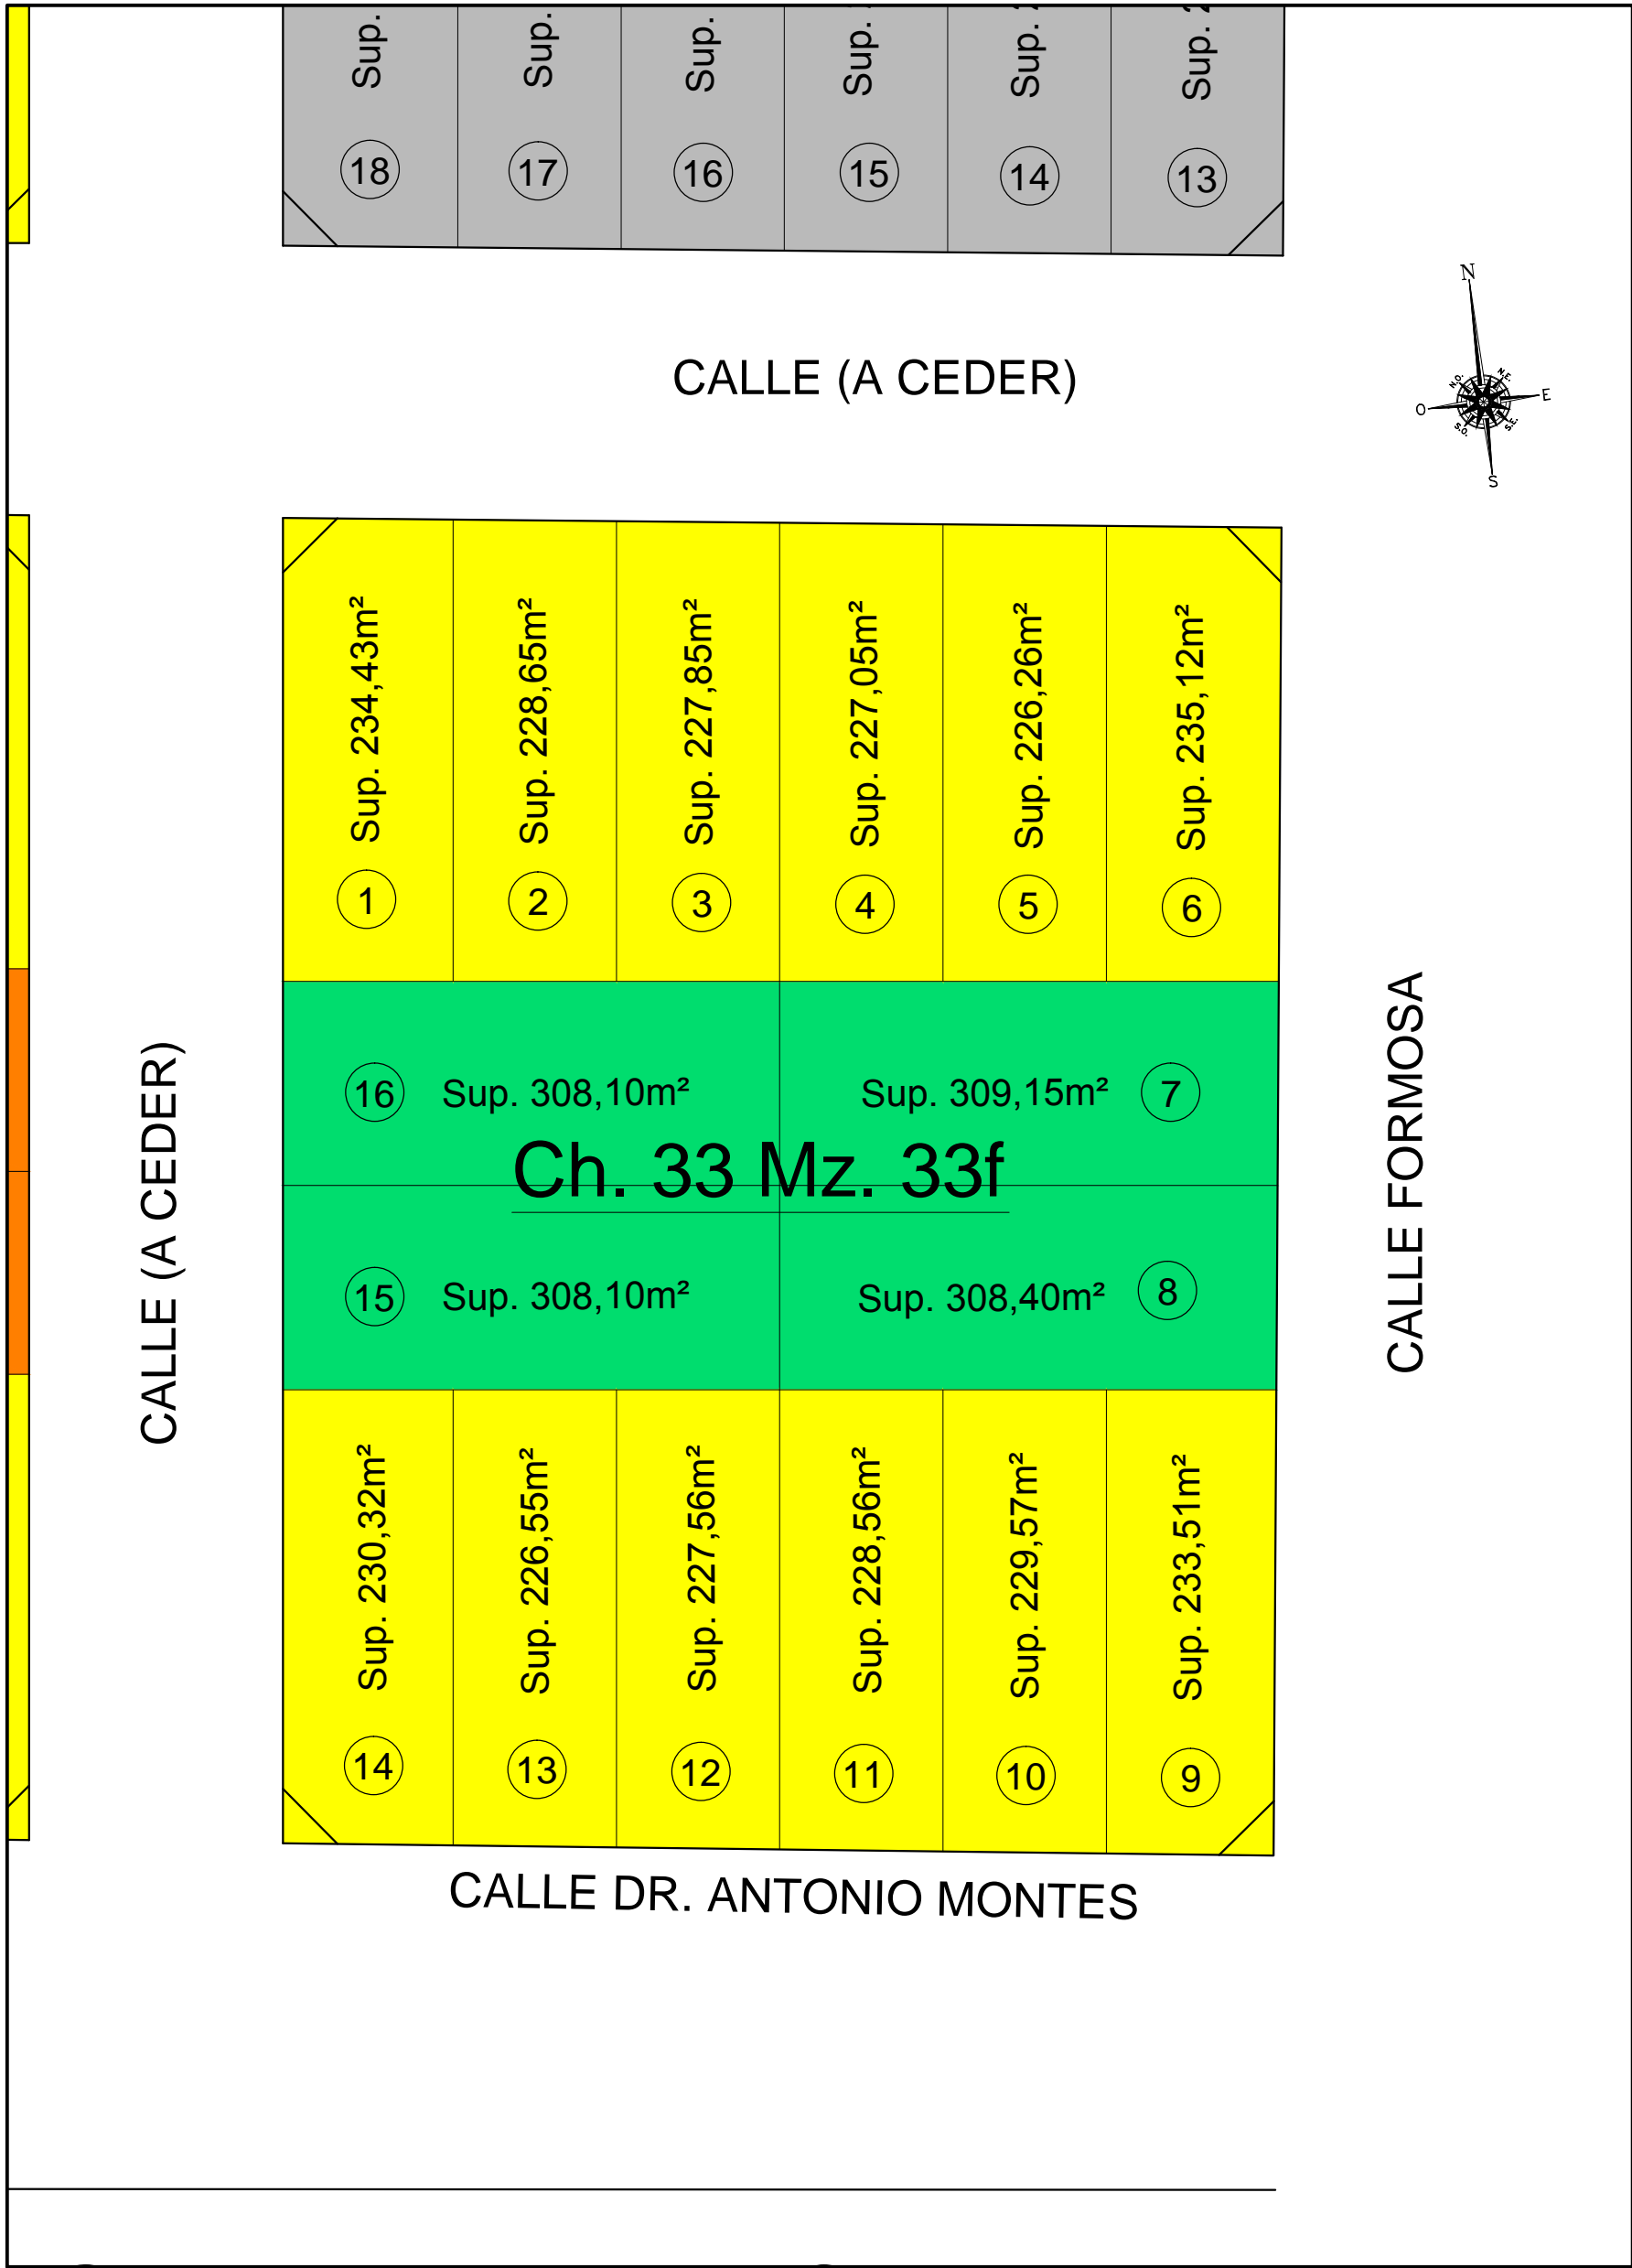 Sup.
Sup.
Sup.
Sup.
Sup.
Sup.
18
17
16
15
14
13
CALLE (A CEDER)
N
N.O.
N.E.
O
E
S.O.
S.E.
S
Sup. 234,43m²
Sup. 228,65m²
Sup. 227,85m²
Sup. 227,05m²
Sup. 226,26m²
Sup. 235,12m²
1
2
3
4
5
6
CALLE (A CEDER)
16 Sup. 308,10m²
Sup. 309,15m² 7
Ch. 33 Mz. 33f
15 Sup. 308,10m²
Sup. 308,40m² 8
CALLE FORMOSA
Sup. 230,32m²
Sup. 226,55m²
Sup. 227,56m²
Sup. 228,56m²
Sup. 229,57m²
Sup. 233,51m²
14
13
12
11
10
9
CALLE DR. ANTONIO MONTES